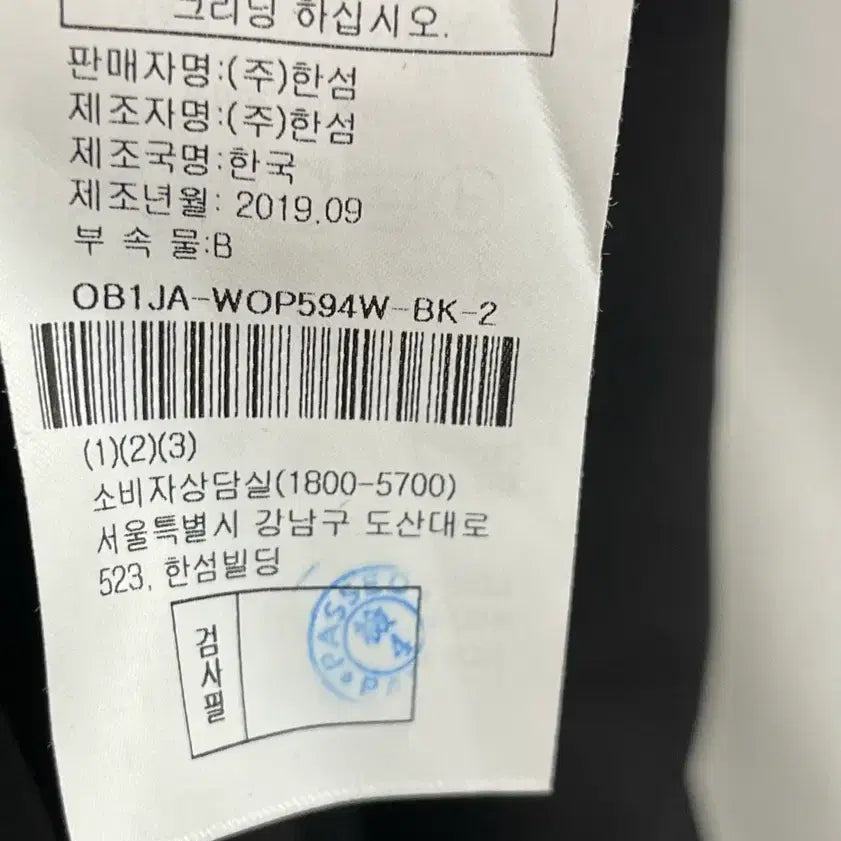 크리닝 하십시오.
판매자명:(주)한섬
제조자명:(주)한섬
제조국명:한국
제조년월: 2019.09
부 속 물:B
OB1JA-WOP594W-BK-2
(1)(2)(3)
소비자상담실(1800-5700)
서울특별시 강남구 도산대로
523, 한섬빌딩
검사필
PASSED